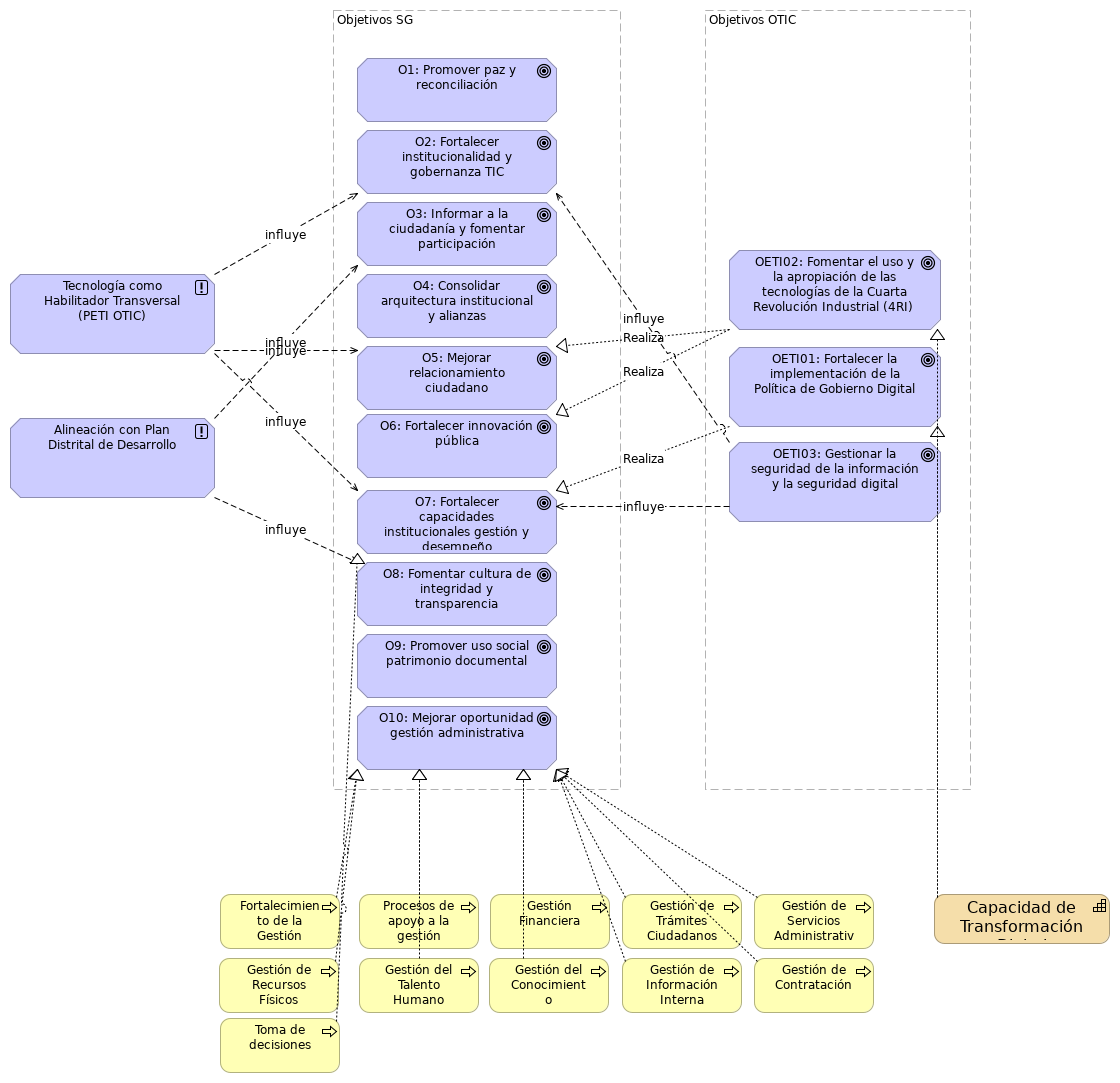 Objetivos SG
O1: Promover paz y
reconciliación
O2: Fortalecer
institucionalidad y
gobernanza TIC
O3: Informar a la
ciudadanía y fomentar
participación
O4: Consolidar
arquitectura institucional
y alianzas
O5: Mejorar
relacionamiento
ciudadano
O6: Fortalecer innovación
pública
O7: Fortalecer
capacidades
institucionales gestión y
desempeño
O8: Fomentar cultura de
integridad y
transparencia
O9: Promover uso social
patrimonio documental
O10: Mejorar oportunidad
gestión administrativa
Objetivos OTIC
OETI02: Fomentar el uso y
la apropiación de las
tecnologías de la Cuarta
Revolución Industrial (4RI)
OETI01: Fortalecer la
implementación de la
Política de Gobierno Digital
OETI03: Gestionar la
seguridad de la información
y la seguridad digital
Tecnología como
Habilitador Transversal
(PETI OTIC)
Alineación con Plan
Distrital de Desarrollo
influye
influye
influye
influye
influye
influye
Realiza
Realiza
Realiza
influye
Fortalecimien
to de la
Gestión
Procesos de
apoyo a la
gestión
Gestión
Financiera
Gestión de
Trámites
Ciudadanos
Gestión de
Servicios
Administrativ
Gestión de
Recursos
Físicos
Gestión del
Talento
Humano
Gestión del
Conocimient
o
Gestión de
Información
Interna
Gestión de
Contratación
Toma de
decisiones
Capacidad de
Transformación
Digital